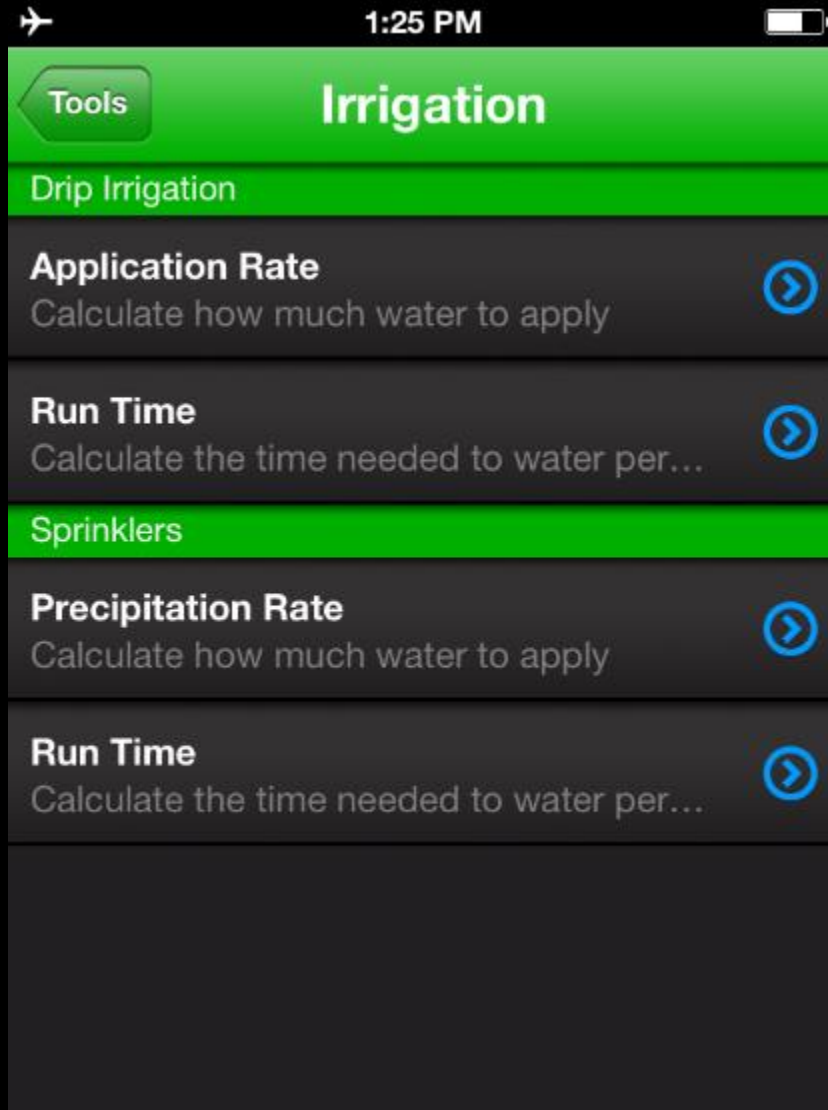 1:25 PM
Tools
Irrigation
Drip Irrigation
Application Rate
Calculate how much water to apply
Run Time
Calculate the time needed to water per...
Sprinklers
Precipitation Rate
Calculate how much water to apply
Run Time
Calculate the time needed to water per...